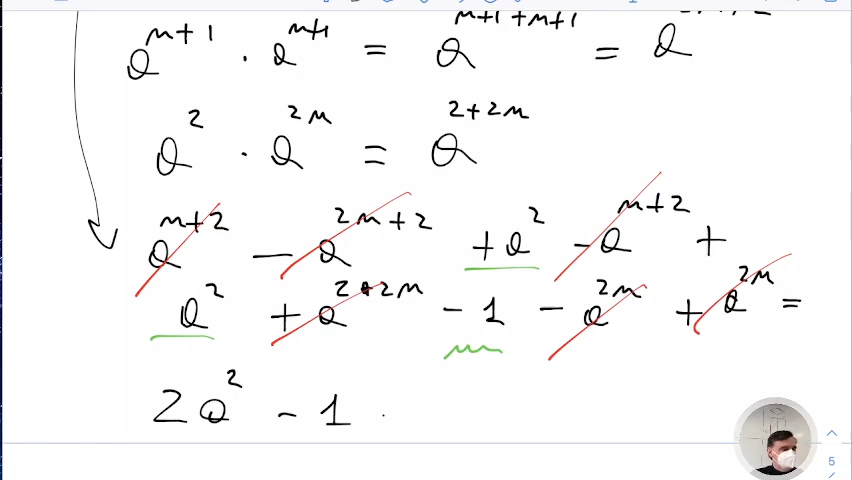 a^{m+1} · a^{m+1} = a^{m+1+m+1} = a
a^2 · a^{2m} = a^{2+2m}
a^{m+2} - a^{2m+2} + a^2 - a^{m+2} +
a^2 + a^{2+2m} - 1 - a^{2m} + a^{2m} =
2a^2 - 1
5